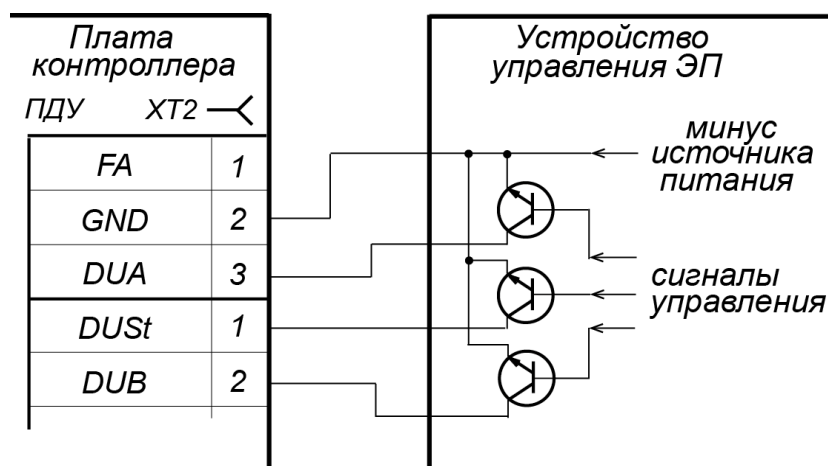 Плата
контроллера
ПДУ XT2
FA 1
GND 2
DUA 3
DUSt 1
DUB 2
Устройство
управления ЭП
минус
источника
питания
сигналы
управления